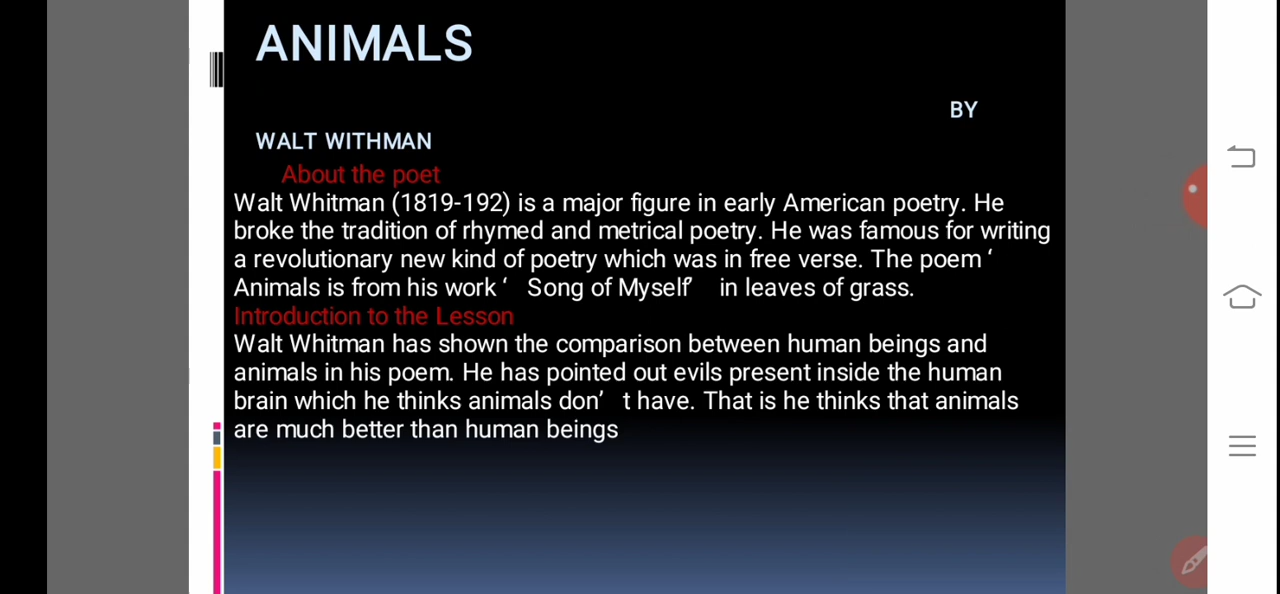 ANIMALS
BY
WALT WITHMAN
About the poet
Walt Whitman (1819-192) is a major figure in early American poetry. He
broke the tradition of rhymed and metrical poetry. He was famous for writing
a revolutionary new kind of poetry which was in free verse. The poem ‘
Animals is from his work ‘ Song of Myself’ in leaves of grass.
Introduction to the Lesson
Walt Whitman has shown the comparison between human beings and
animals in his poem. He has pointed out evils present inside the human
brain which he thinks animals don’ t have. That is he thinks that animals
are much better than human beings